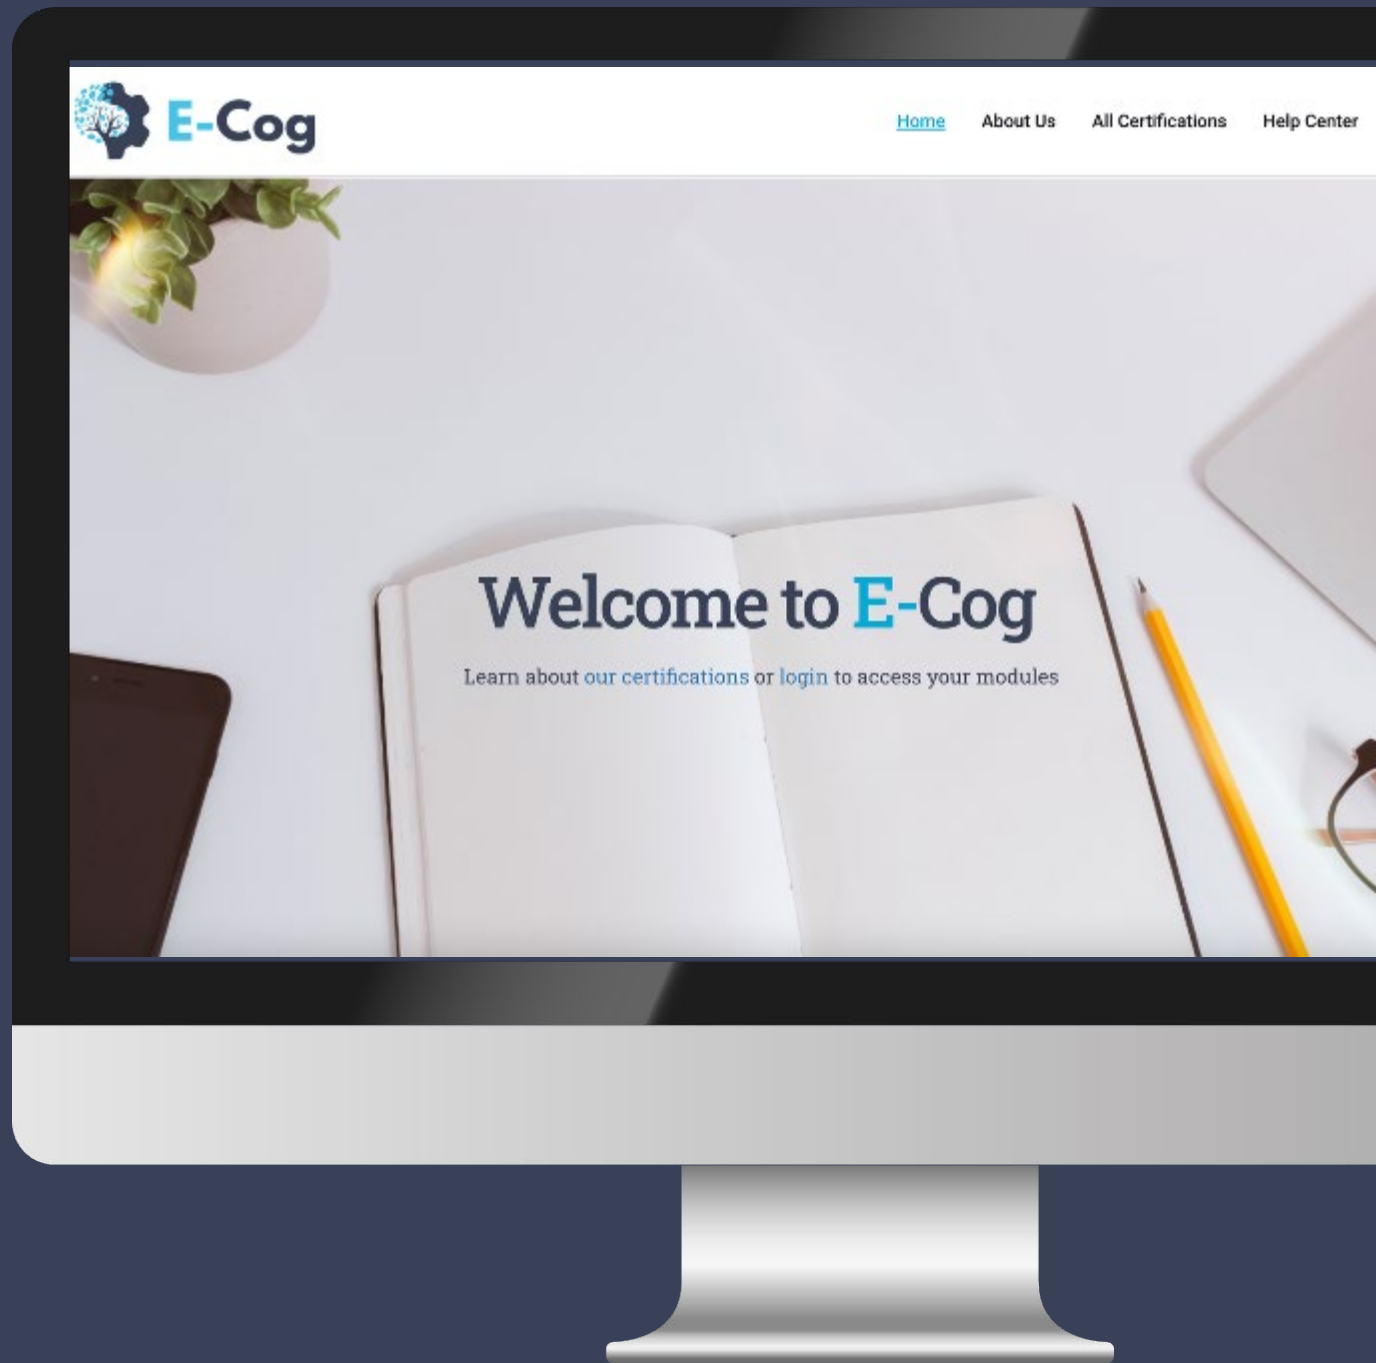 E-Cog
Home About Us All Certifications Help Center
Welcome to E-Cog
Learn about our certifications or login to access your modules